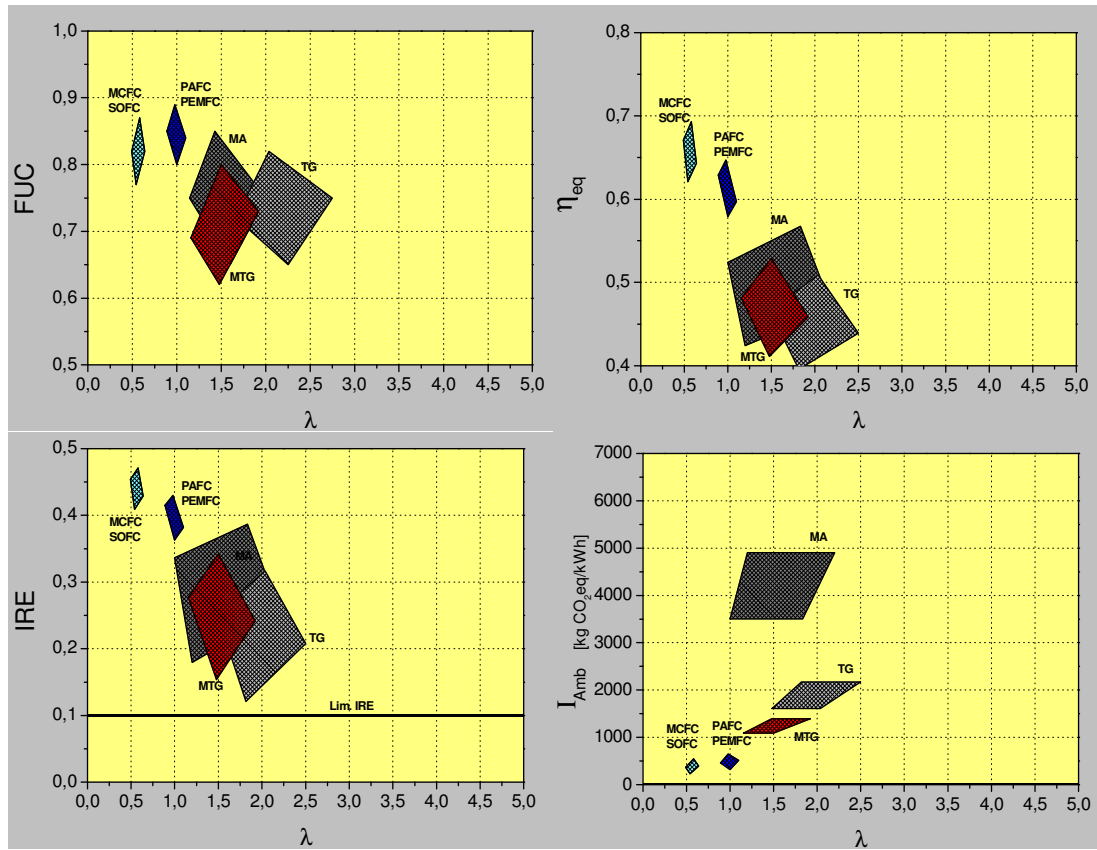 1,0
0,9
0,8
0,7
0,6
0,5
FUC
MCFC
SOFC
PAFC
PEMFC
MA
TG
MTG
0,0 0,5 1,0 1,5 2,0 2,5 3,0 3,5 4,0 4,5 5,0
λ
0,8
0,7
0,6
0,5
0,4
ηeq
MCFC
SOFC
PAFC
PEMFC
MA
TG
MTG
0,0 0,5 1,0 1,5 2,0 2,5 3,0 3,5 4,0 4,5 5,0
λ
0,5
0,4
0,3
0,2
0,1
0,0
IRE
PAFC
PEMFC
MCFC
SOFC
MA
TG
MTG
Lim. IRE
0,0 0,5 1,0 1,5 2,0 2,5 3,0 3,5 4,0 4,5 5,0
λ
7000
6000
5000
4000
3000
2000
1000
0
IAmb [kg CO2eq/kWh]
MA
TG
MCFC
SOFC
PAFC
PEMFC
MTG
0,0 0,5 1,0 1,5 2,0 2,5 3,0 3,5 4,0 4,5 5,0
λ